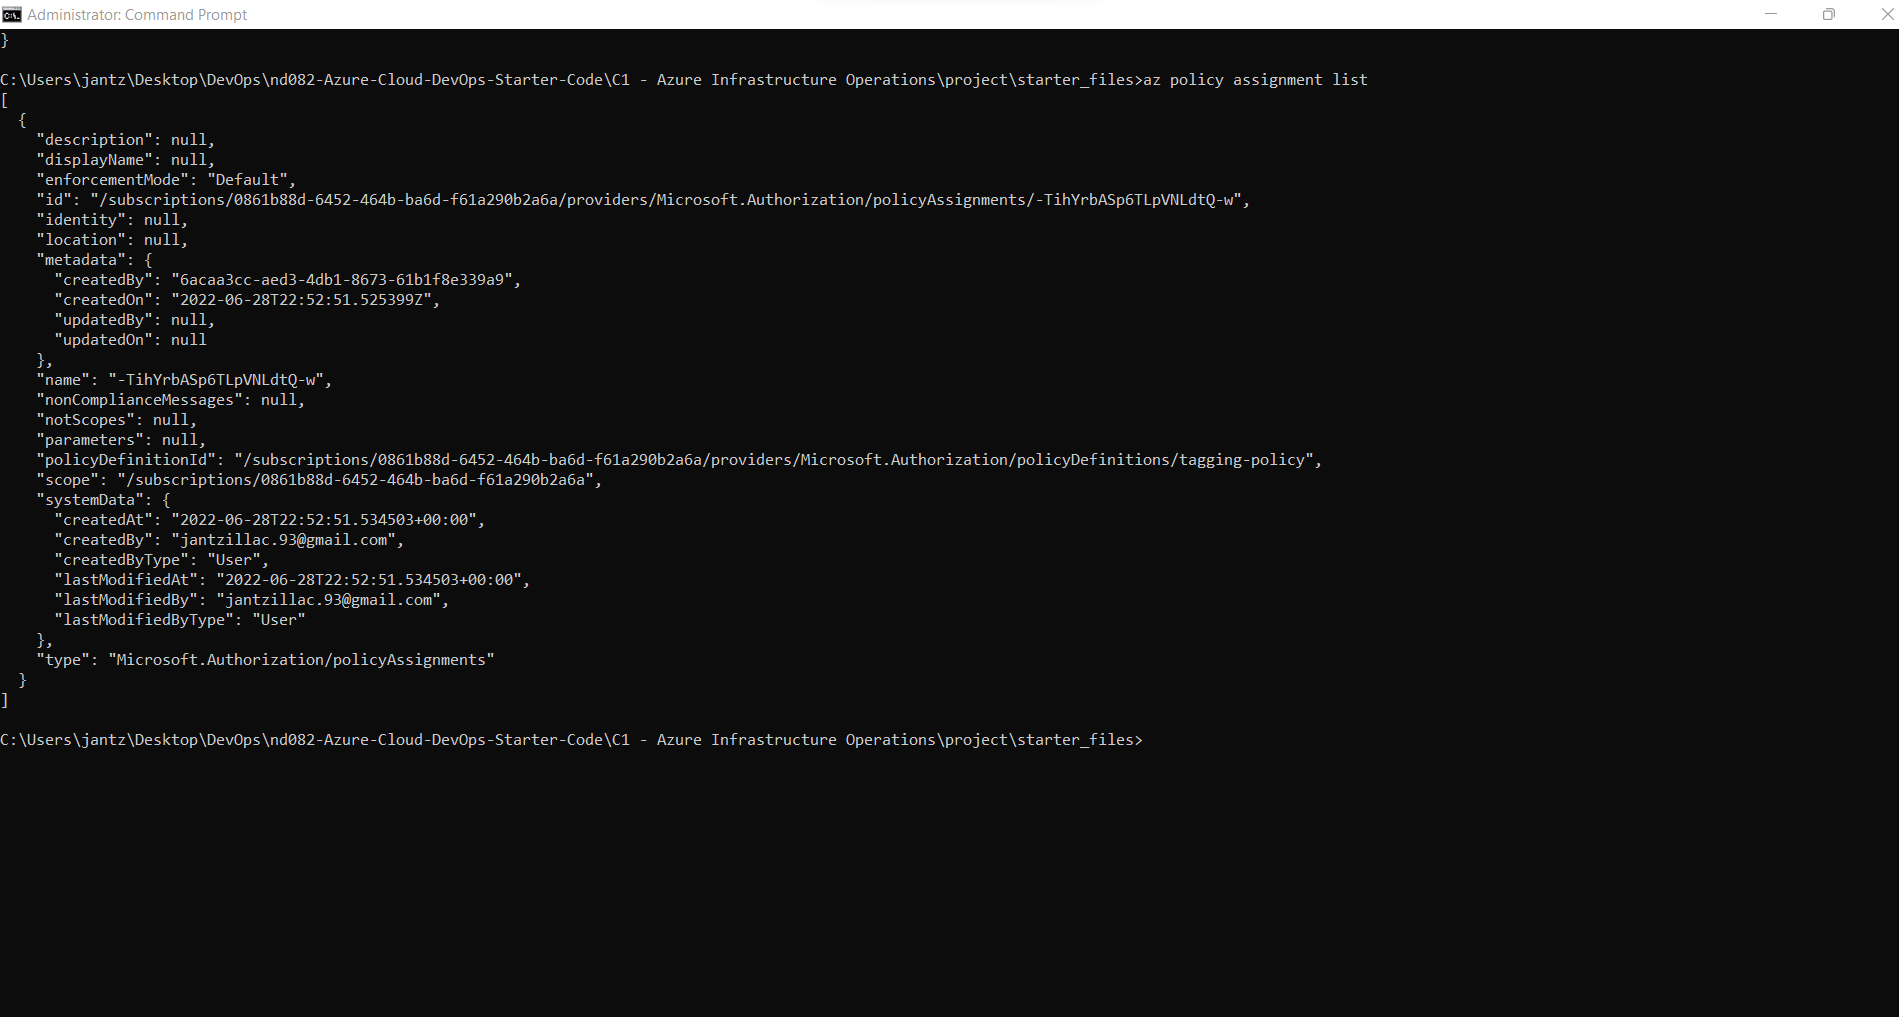 Administrator: Command Prompt
}
C:\Users\jantz\Desktop\DevOps\nd082-Azure-Cloud-DevOps-Starter-Code\C1 - Azure Infrastructure Operations\project\starter_files>az policy assignment list
[
  {
    "description": null,
    "displayName": null,
    "enforcementMode": "Default",
    "id": "/subscriptions/0861b88d-6452-464b-ba6d-f61a290b2a6a/providers/Microsoft.Authorization/policyAssignments/-TihYrbASp6TLpVNLdtQ-w",
    "identity": null,
    "location": null,
    "metadata": {
      "createdBy": "6acaa3cc-aed3-4db1-8673-61b1f8e339a9",
      "createdOn": "2022-06-28T22:52:51.525399Z",
      "updatedBy": null,
      "updatedOn": null
    },
    "name": "-TihYrbASp6TLpVNLdtQ-w",
    "nonComplianceMessages": null,
    "notScopes": null,
    "parameters": null,
    "policyDefinitionId": "/subscriptions/0861b88d-6452-464b-ba6d-f61a290b2a6a/providers/Microsoft.Authorization/policyDefinitions/tagging-policy",
    "scope": "/subscriptions/0861b88d-6452-464b-ba6d-f61a290b2a6a",
    "systemData": {
      "createdAt": "2022-06-28T22:52:51.534503+00:00",
      "createdBy": "jantzillac.93@gmail.com",
      "createdByType": "User",
      "lastModifiedAt": "2022-06-28T22:52:51.534503+00:00",
      "lastModifiedBy": "jantzillac.93@gmail.com",
      "lastModifiedByType": "User"
    },
    "type": "Microsoft.Authorization/policyAssignments"
  }
]
C:\Users\jantz\Desktop\DevOps\nd082-Azure-Cloud-DevOps-Starter-Code\C1 - Azure Infrastructure Operations\project\starter_files>